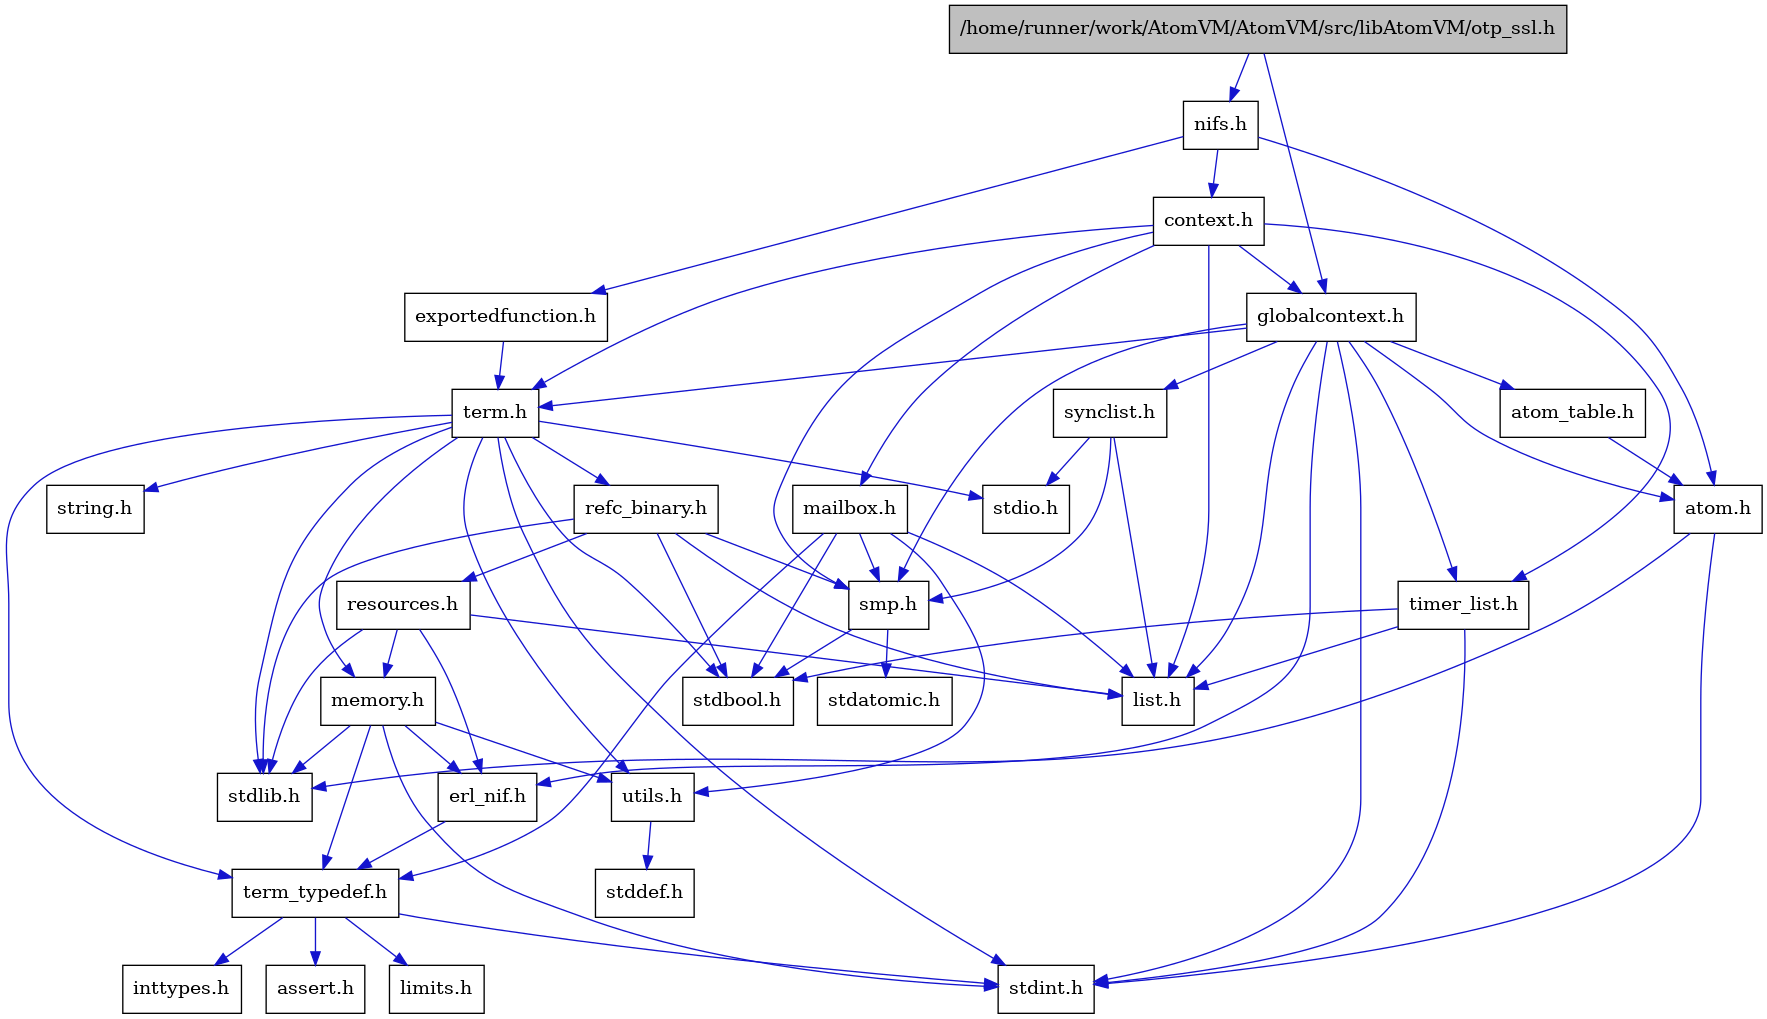 /home/runner/work/AtomVM/AtomVM/src/libAtomVM/otp_ssl.h
nifs.h
context.h
exportedfunction.h
globalcontext.h
term.h
synclist.h
atom_table.h
string.h
refc_binary.h
mailbox.h
stdio.h
atom.h
resources.h
smp.h
timer_list.h
memory.h
stdbool.h
stdatomic.h
list.h
stdlib.h
erl_nif.h
utils.h
term_typedef.h
stddef.h
inttypes.h
assert.h
limits.h
stdint.h